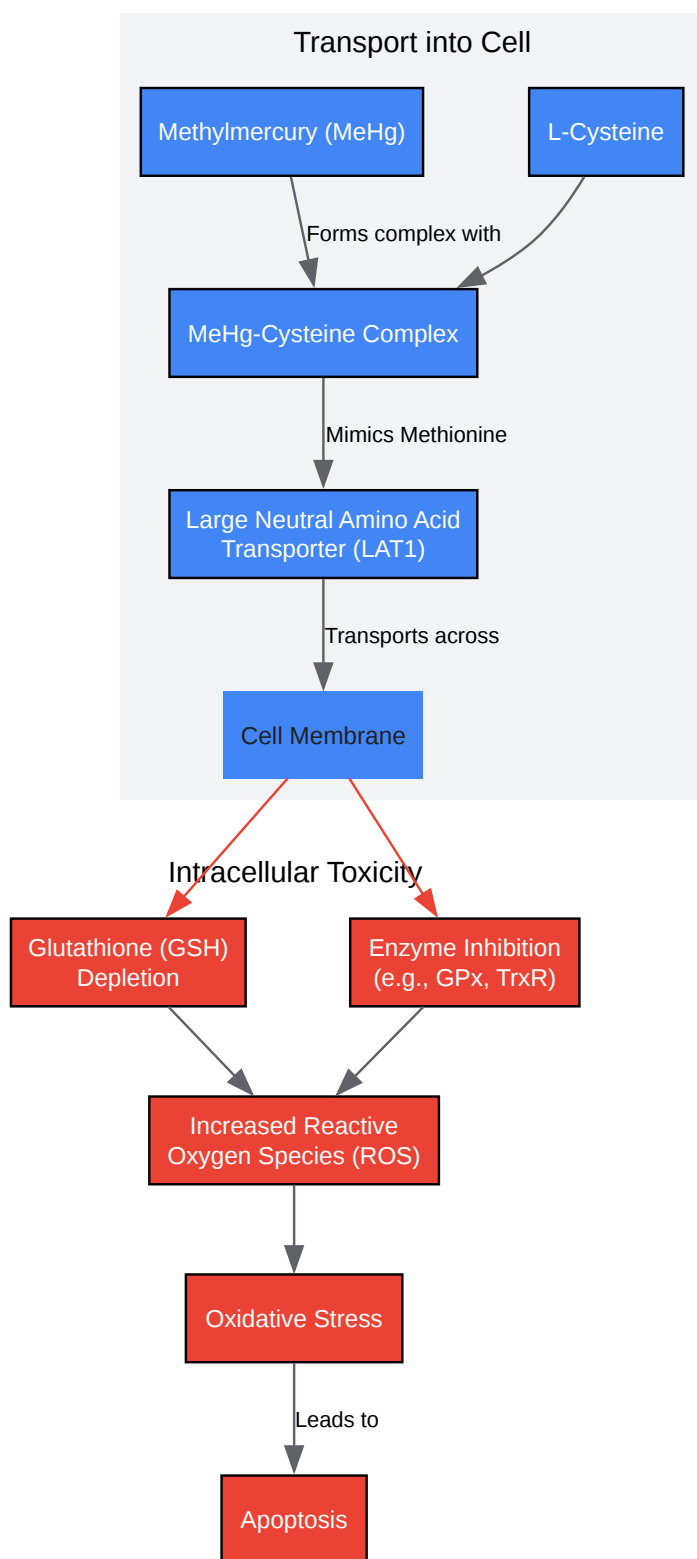 Transport into Cell
Methylmercury (MeHg)
L-Cysteine
Forms complex with
MeHg-Cysteine Complex
Mimics Methionine
Large Neutral Amino Acid
Transporter (LAT1)
Transports across
Cell Membrane
Intracellular Toxicity
Glutathione (GSH)
Depletion
Enzyme Inhibition
(e.g., GPx, TrxR)
Increased Reactive
Oxygen Species (ROS)
Oxidative Stress
Leads to
Apoptosis